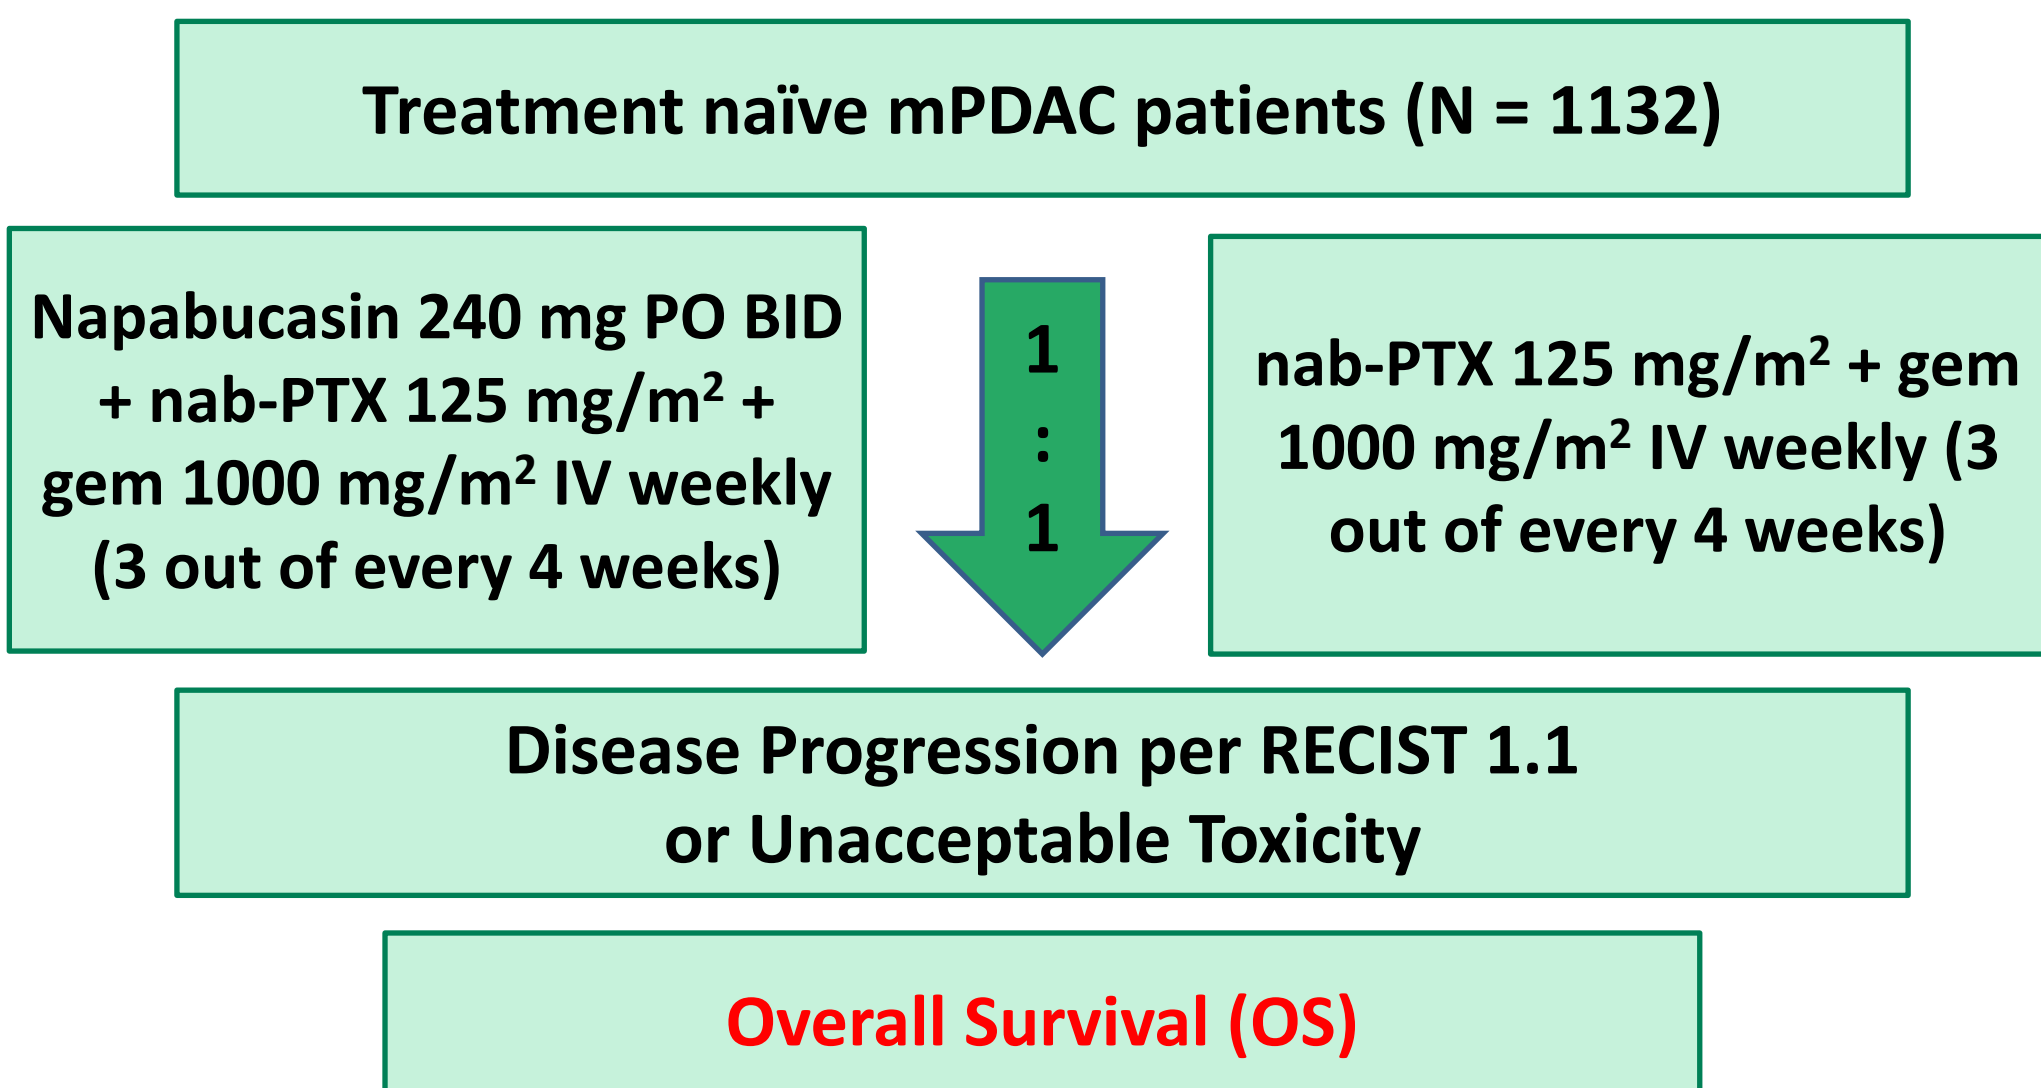 Treatment naïve mPDAC patients (N = 1132)
Napabucasin 240 mg PO BID
+ nab-PTX 125 mg/m² +
gem 1000 mg/m² IV weekly
(3 out of every 4 weeks)
1
:
1
nab-PTX 125 mg/m² + gem
1000 mg/m² IV weekly (3
out of every 4 weeks)
Disease Progression per RECIST 1.1
or Unacceptable Toxicity
Overall Survival (OS)